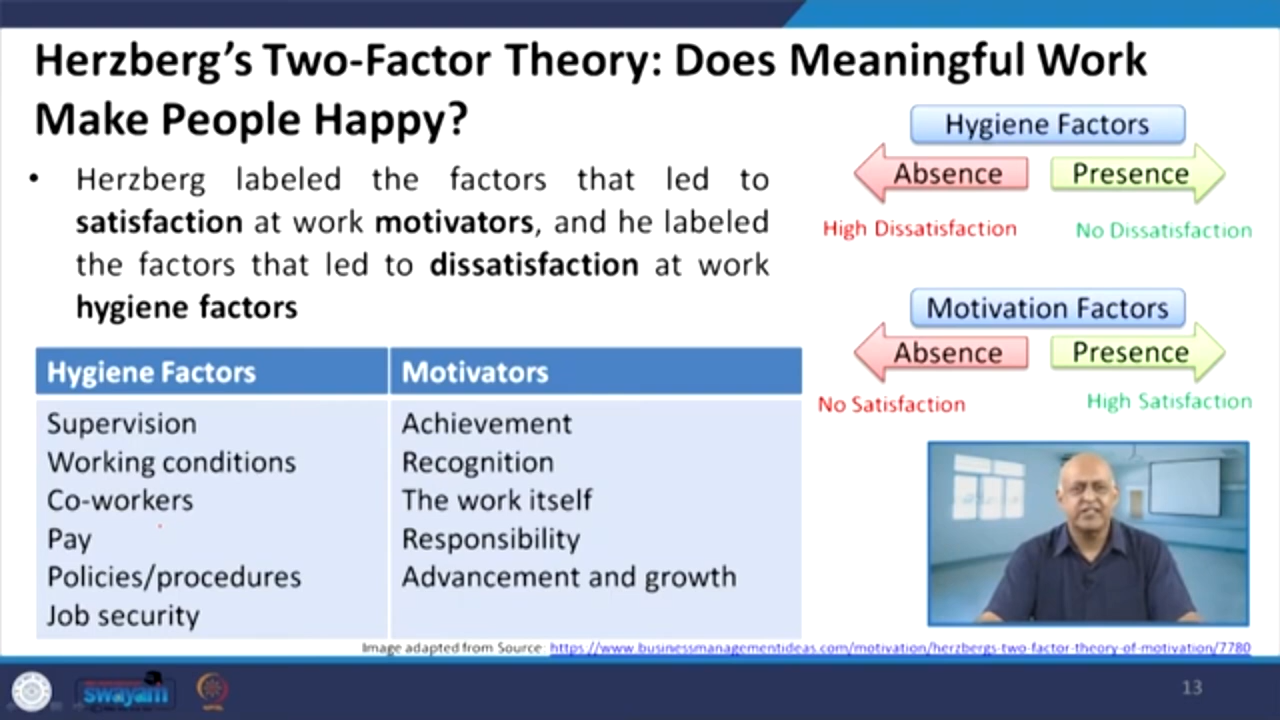 Herzberg's Two-Factor Theory: Does Meaningful Work
Make People Happy?
• Herzberg labeled the factors that led to
satisfaction at work motivators, and he labeled
the factors that led to dissatisfaction at work
hygiene factors
Hygiene Factors
Absence
Presence
High Dissatisfaction
No Dissatisfaction
Motivation Factors
Absence
Presence
No Satisfaction
High Satisfaction
Hygiene Factors
Motivators
Supervision
Achievement
Working conditions
Recognition
Co-workers
The work itself
Pay
Responsibility
Policies/procedures
Advancement and growth
Job security
Image adapted from Source: https://www.businessmanagementideas.com/motivation/herzbergs-two-factor-theory-of-motivation/7780
swayam
13